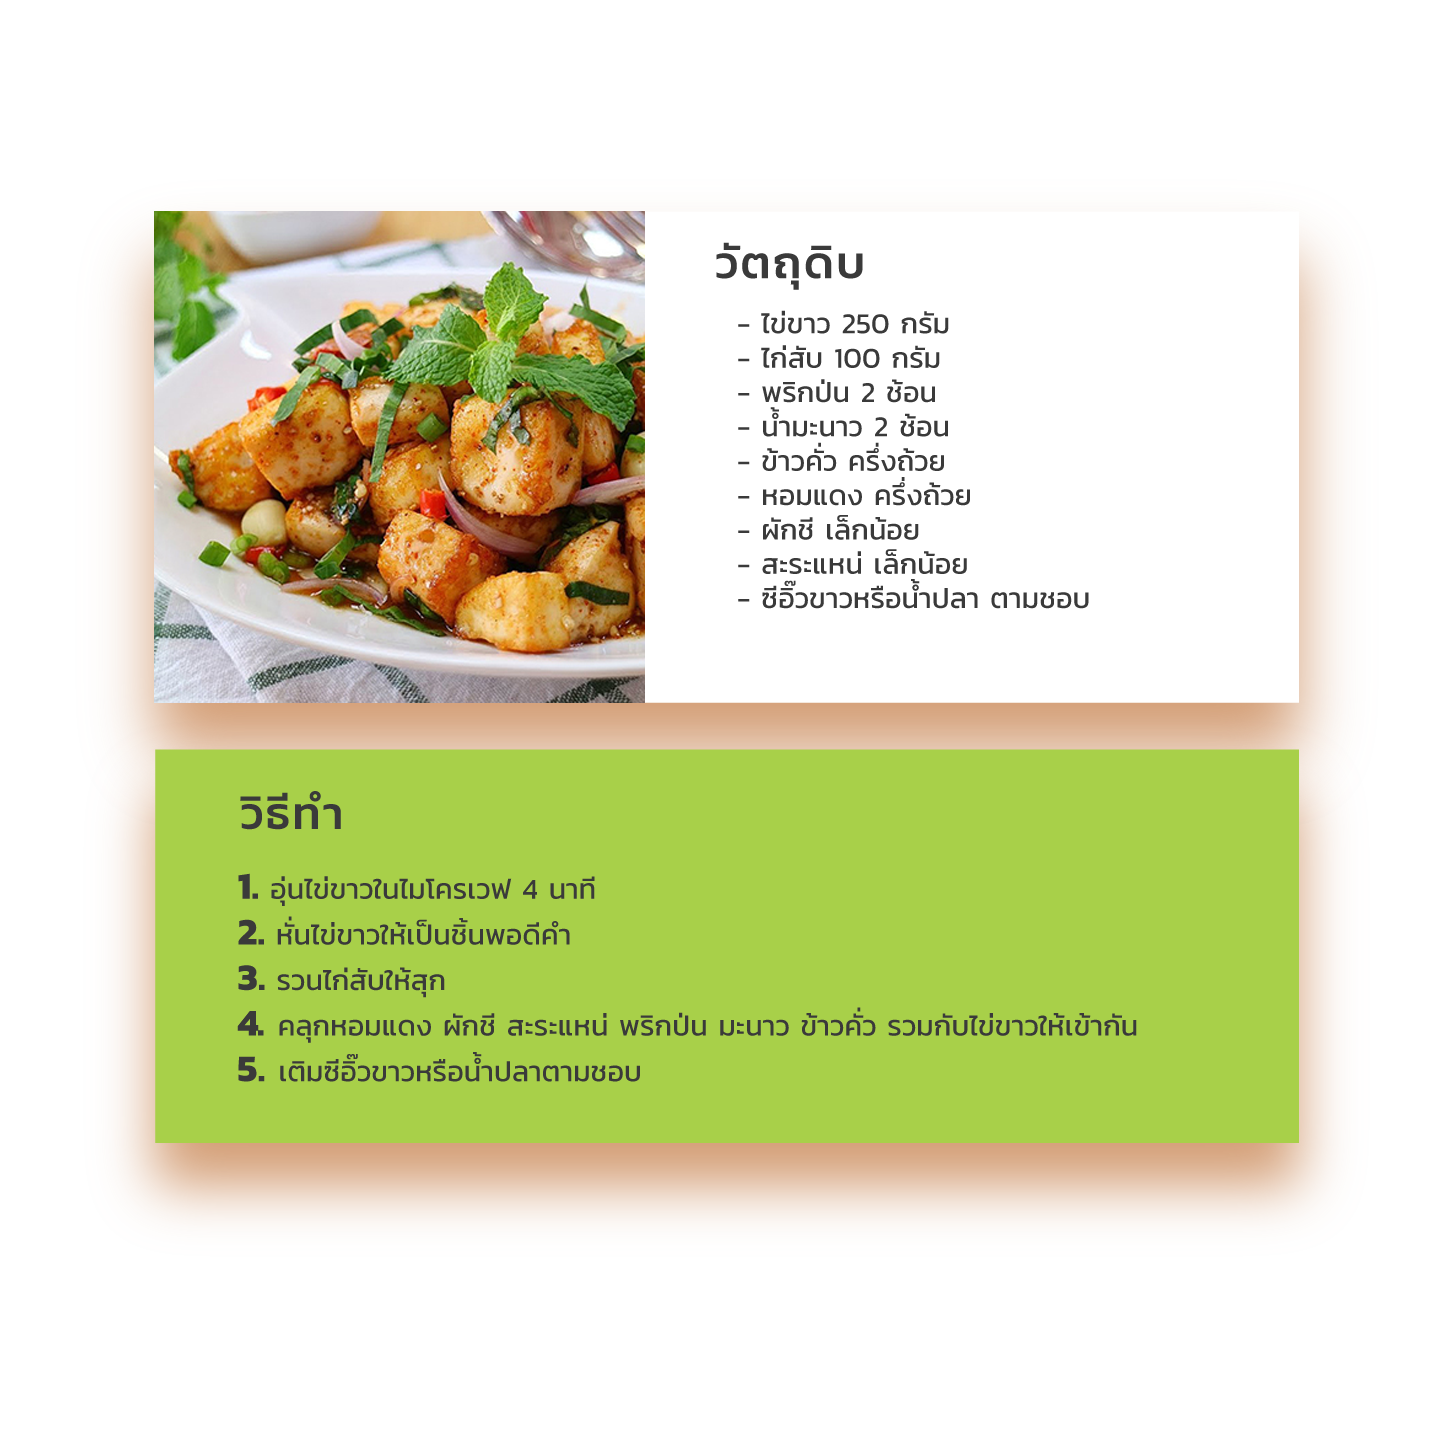 วัตถุดิบ
- ไข่ขาว 250 กรัม
- ไก่สับ 100 กรัม
- พริกป่น 2 ช้อน
- น้ำมะนาว 2 ช้อน
- ข้าวคั่ว ครึ่งถ้วย
- หอมแดง ครึ่งถ้วย
- ผักชี เล็กน้อย
- สะระแหน่ เล็กน้อย
- ซีอิ๊วขาวหรือน้ำปลา ตามชอบ
วิธีทำ
1. อุ่นไข่ขาวในไมโครเวฟ 4 นาที
2. หั่นไข่ขาวให้เป็นชิ้นพอดีคำ
3. รวนไก่สับให้สุก
4. คลุกหอมแดง ผักชี สะระแหน่ พริกป่น มะนาว ข้าวคั่ว รวมกับไข่ขาวให้เข้ากัน
5. เติมซีอิ๊วขาวหรือน้ำปลาตามชอบ